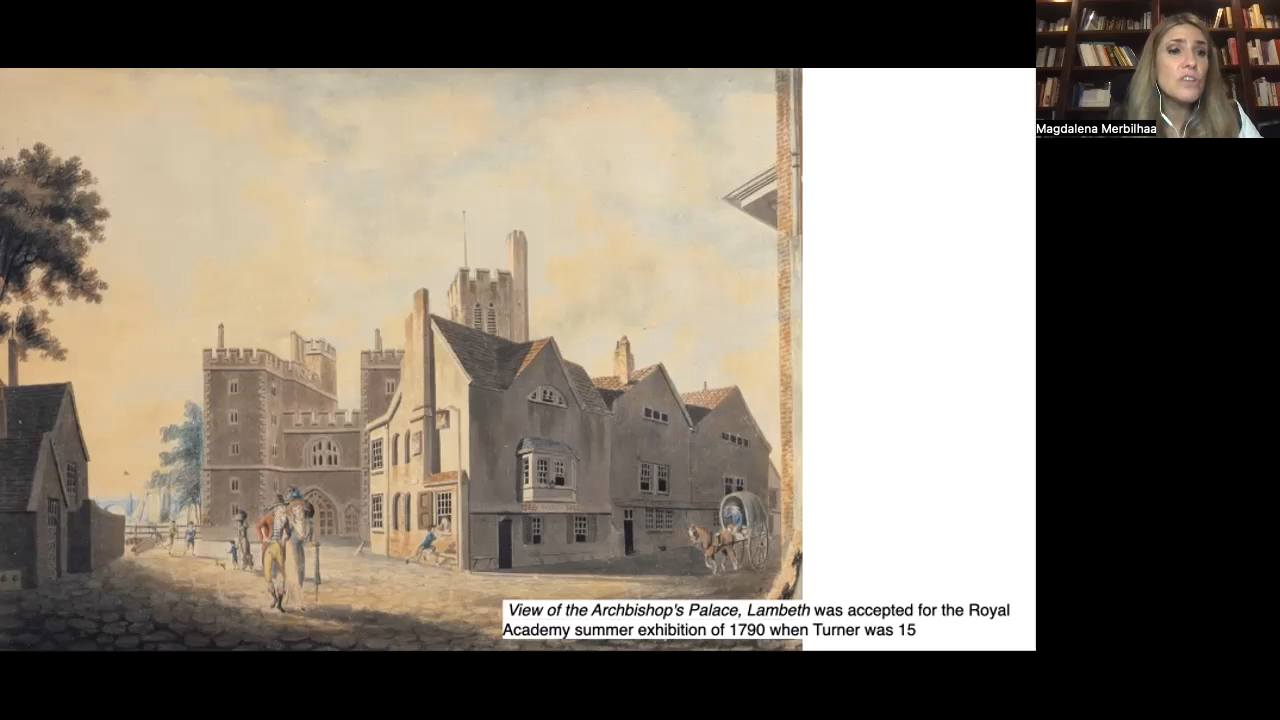 Magdalena Merbilhaa
View of the Archbishop's Palace, Lambeth was accepted for the Royal
Academy summer exhibition of 1790 when Turner was 15